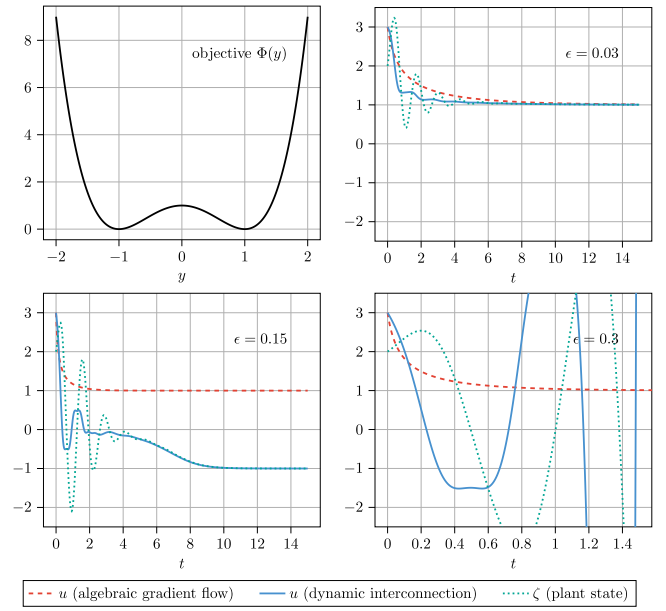 objective Φ(y)
8
6
4
2
0
−2 −1 0 1 2
y
ϵ = 0.03
3
2
1
0
−1
−2
0 2 4 6 8 10 12 14
t
ϵ = 0.15
3
2
1
0
−1
−2
0 2 4 6 8 10 12 14
t
ϵ = 0.3
3
2
1
0
−1
−2
0 0.2 0.4 0.6 0.8 1 1.2 1.4
t
u (algebraic gradient flow) u (dynamic interconnection) ζ (plant state)